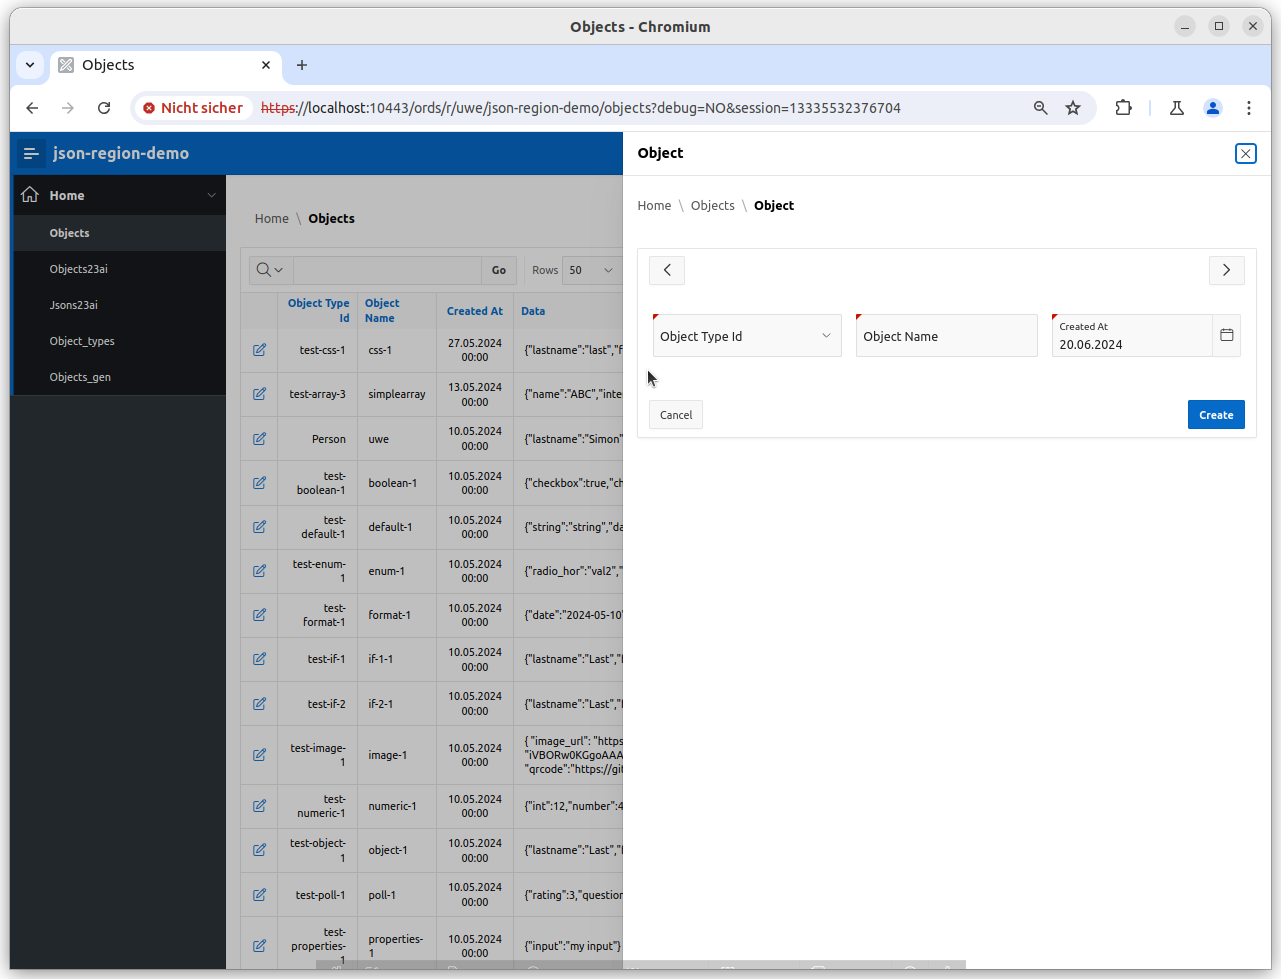 Objects - Chromium
Objects
Nicht sicher https://localhost:10443/ords/r/uwe/json-region-demo/objects?debug=NO&session=13335532376704
json-region-demo
Home
Objects
Objects23ai
Jsons23ai
Object_types
Objects_gen
Home \ Objects
Go Rows 50
Object Type Id Object Name Created At Data
test-css-1 css-1 27.05.2024 00:00 {"lastname":"last","f
test-array-3 simplearray 13.05.2024 00:00 {"name":"ABC","inte
Person uwe 10.05.2024 00:00 {"lastname":"Simon"
test-boolean-1 boolean-1 10.05.2024 00:00 {"checkbox":true,"ch
test-default-1 default-1 10.05.2024 00:00 {"string":"string","da
test-enum-1 enum-1 10.05.2024 00:00 {"radio_hor":"val2","
test-format-1 format-1 10.05.2024 00:00 {"date":"2024-05-10"
test-if-1 if-1-1 10.05.2024 00:00 {"lastname":"Last","
test-if-2 if-2-1 10.05.2024 00:00 {"lastname":"Last","
test-image-1 image-1 10.05.2024 00:00 { "image_url": "https
"iVBORw0KGgoAAA
"qrcode":"https://git
test-numeric-1 numeric-1 10.05.2024 00:00 {"int":12,"number":4
test-object-1 object-1 10.05.2024 00:00 {"lastname":"Last","
test-poll-1 poll-1 10.05.2024 00:00 {"rating":3,"question
test-properties-1 properties-1 10.05.2024 00:00 {"input":"my input"}
Object
Home \ Objects \ Object
Object Type Id
Object Name
Created At
20.06.2024
Cancel
Create